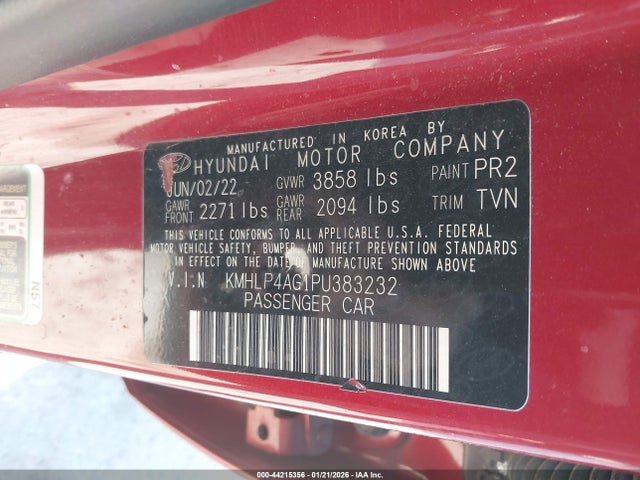 MANUFACTURED IN KOREA BY
HYUNDAI MOTOR COMPANY
JUN/02/22 GVWR 3858 lbs PAINT PR2
GAWR FRONT 2271 lbs GAWR REAR 2094 lbs TRIM TVN
THIS VEHICLE CONFORMS TO ALL APPLICABLE U.S.A. FEDERAL
MOTOR VEHICLE SAFETY, BUMPER, AND THEFT PREVENTION STANDARDS
IN EFFECT ON THE DATE OF MANUFACTURE SHOWN ABOVE
V.I.N KMHLP4AG1PU383232
PASSENGER CAR
N57
000-44215356 - 01/21/2026 - IAA Inc.